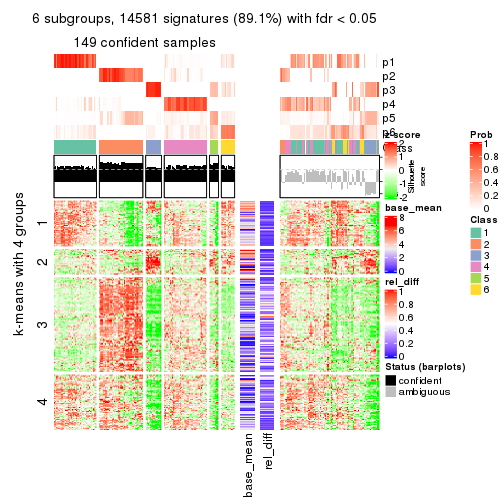 6 subgroups, 14581 signatures (89.1%) with fdr < 0.05
149 confident samples
p1
p2
p3
p4
p5
p6
Class
Silhouette
score
k-means with 4 groups
1
2
3
4
base_mean
rel_diff
z-score
2
1
0
-1
-2
base_mean
8
6
4
2
0
rel_diff
1
0.8
0.6
0.4
0.2
0
Status (barplots)
confident
ambiguous
Prob
1
0.8
0.6
0.4
0.2
0
Class
1
2
3
4
5
6